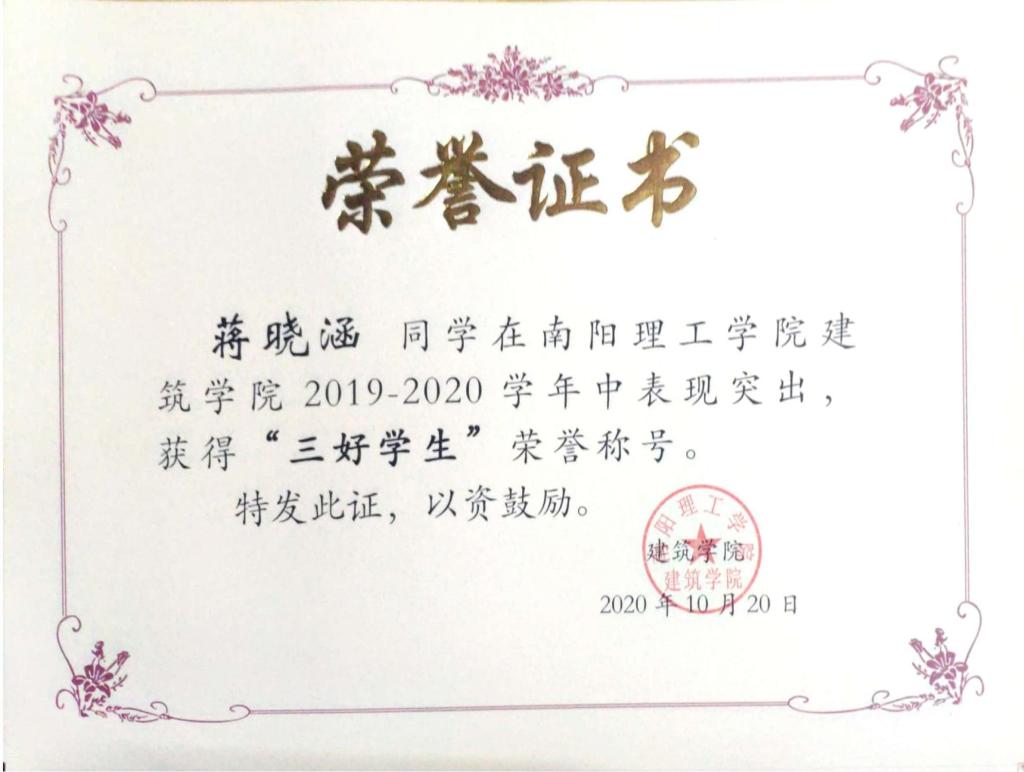 荣誉证书
蒋晓涵 同学在南阳理工学院建
筑学院 2019-2020 学年中表现突出，
获得“三好学生”荣誉称号。
特发此证，以资鼓励。
阳理工学院
建筑学院
建筑学院
2020 年 10 月 20 日